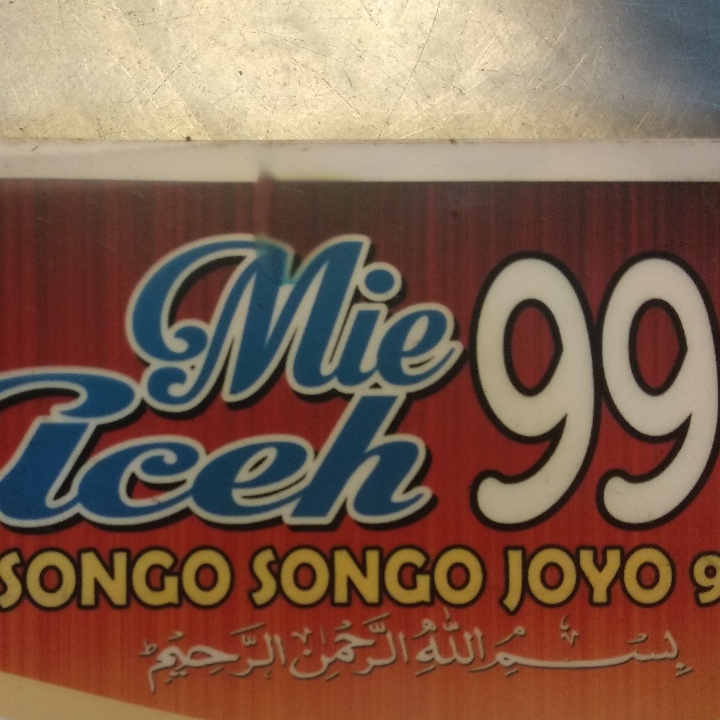 Mie Aceh 99
SONGO SONGO JOYO 9
بِسْمِ اللَّهِ الرَّحْمَنِ الرَّحِيْمِ